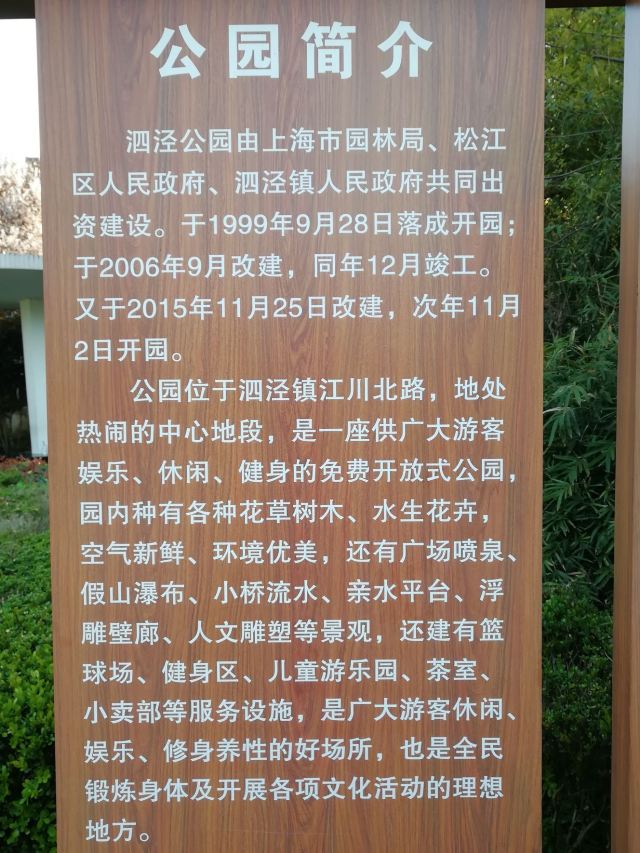 公园简介
泗泾公园由上海市园林局、松江
区人民政府、泗泾镇人民政府共同出
资建设。于1999年9月28日落成开园；
于2006年9月改建，同年12月竣工。
又于2015年11月25日改建，次年11月
2日开园。
公园位于泗泾镇江川北路，地处
热闹的中心地段，是一座供广大游客
娱乐、休闲、健身的免费开放式公园，
园内种有各种花草树木、水生花卉，
空气新鲜、环境优美，还有广场喷泉、
假山瀑布、小桥流水、亲水平台、浮
雕壁廊、人文雕塑等景观，还建有篮
球场、健身区、儿童游乐园、茶室、
小卖部等服务设施，是广大游客休闲、
娱乐、修身养性的好场所，也是全民
锻炼身体及开展各项文化活动的理想
地方。